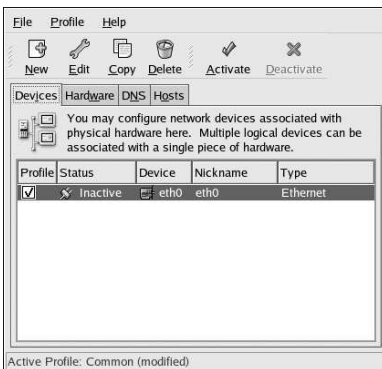 File Profile Help
New Edit Copy Delete Activate Deactivate
Devices Hardware DNS Hosts
You may configure network devices associated with
physical hardware here. Multiple logical devices can be
associated with a single piece of hardware.
Profile Status Device Nickname Type
Inactive eth0 eth0 Ethernet
Active Profile: Common (modified)